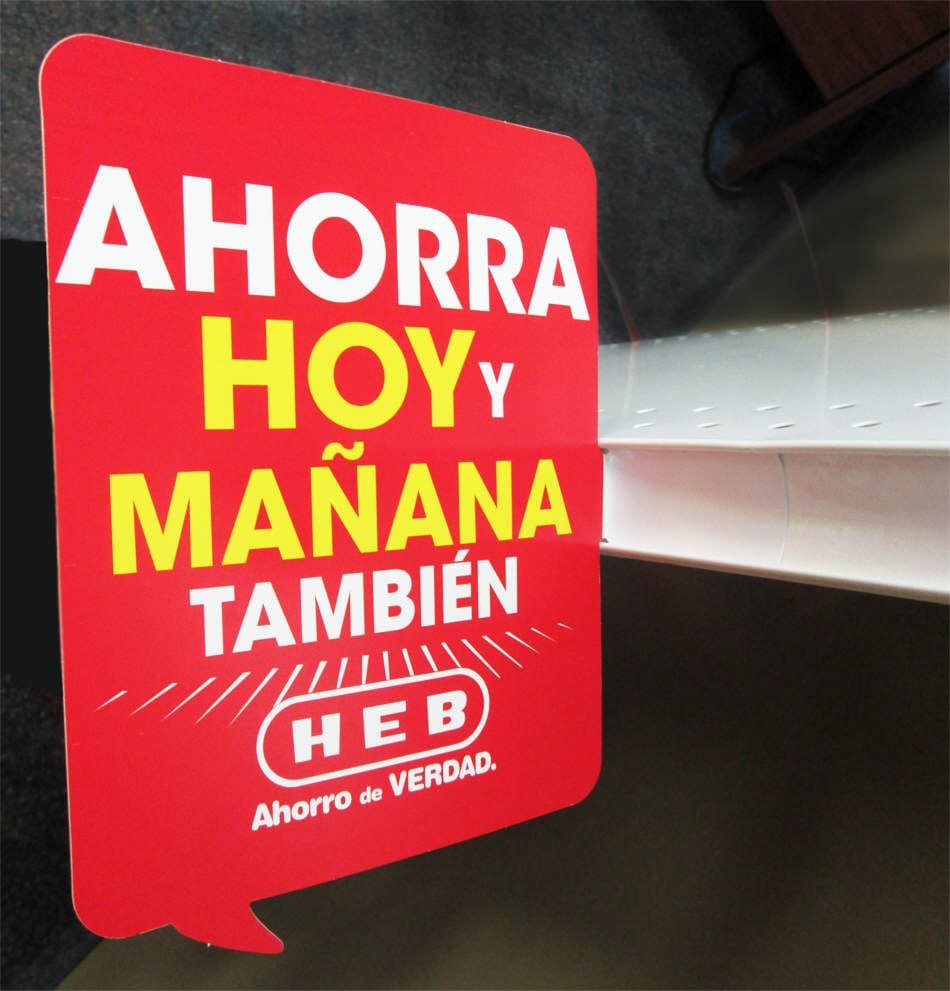 AHORRA
HOY Y
MAÑANA
TAMBIÉN
HEB
Ahorro de VERDAD.